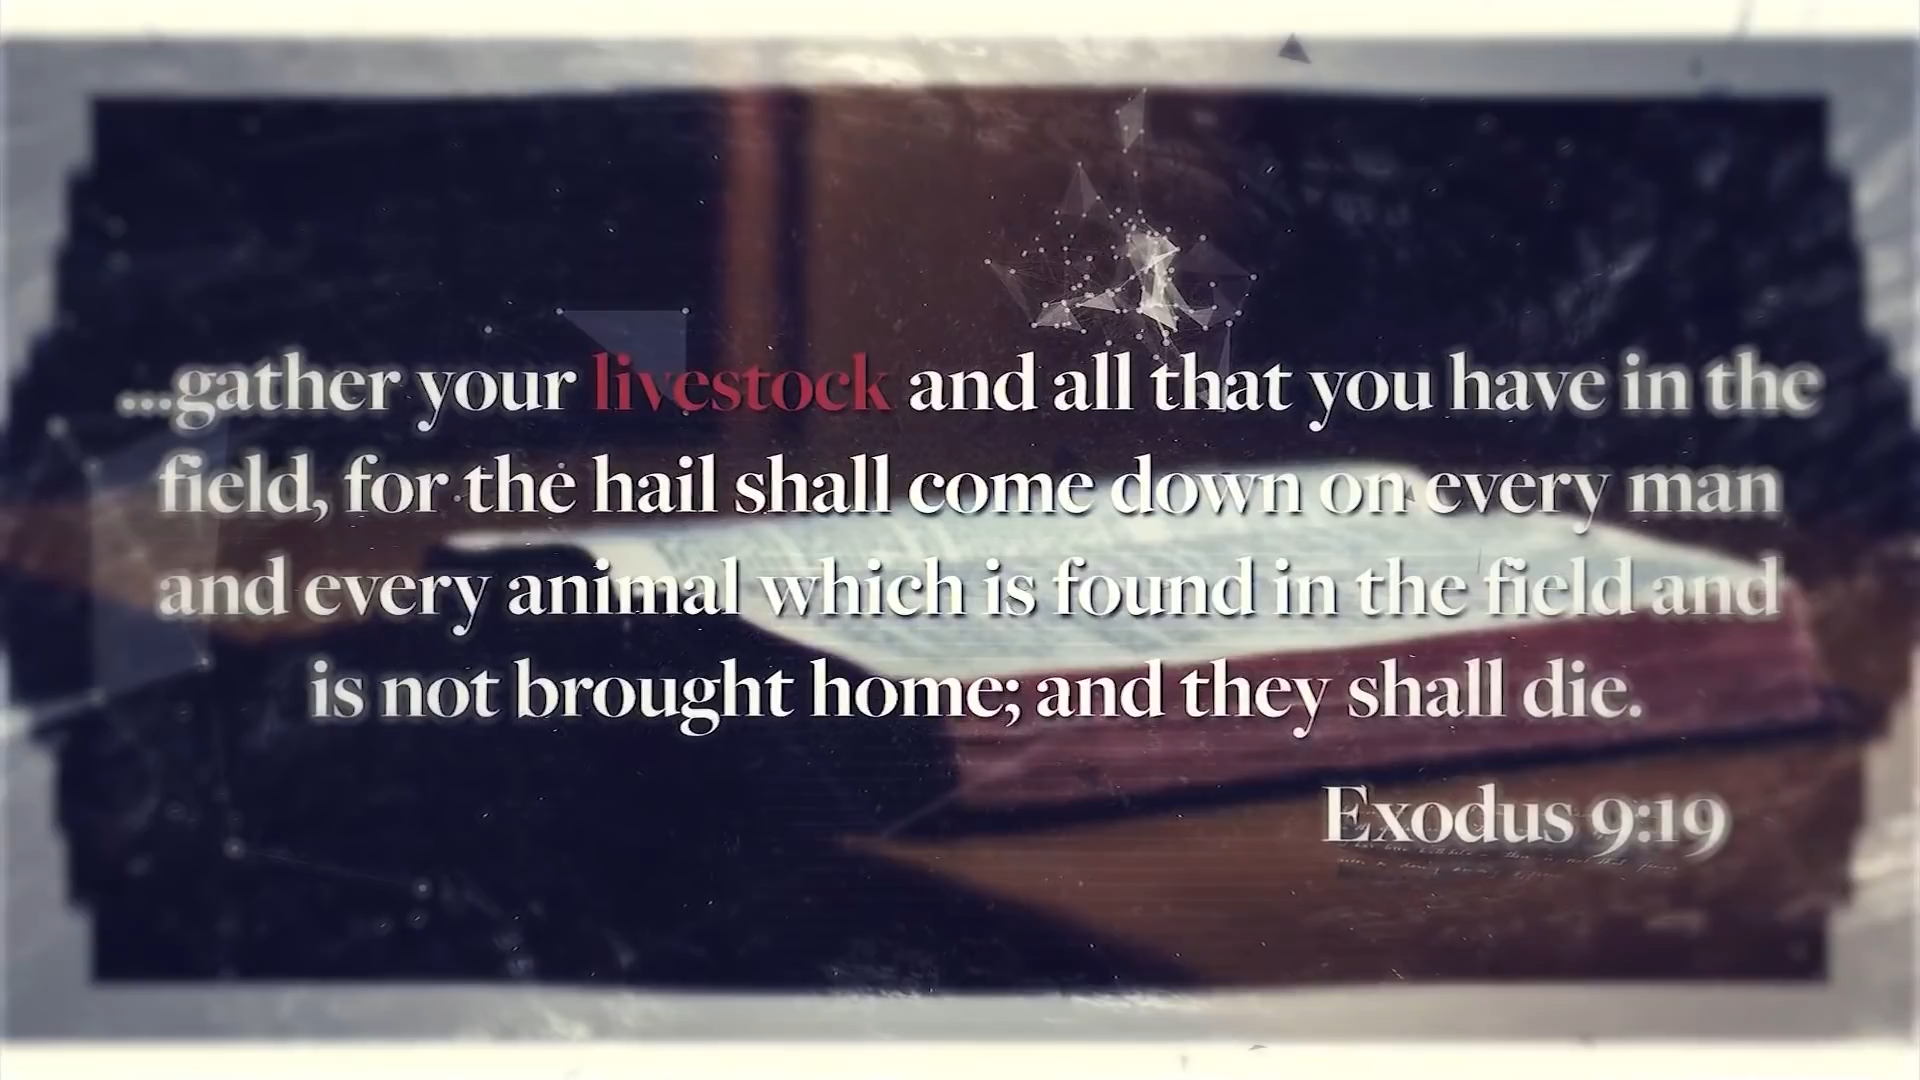 ...gather your livestock and all that you have in the
field, for the hail shall come down on every man
and every animal which is found in the field and
is not brought home; and they shall die.
Exodus 9:19